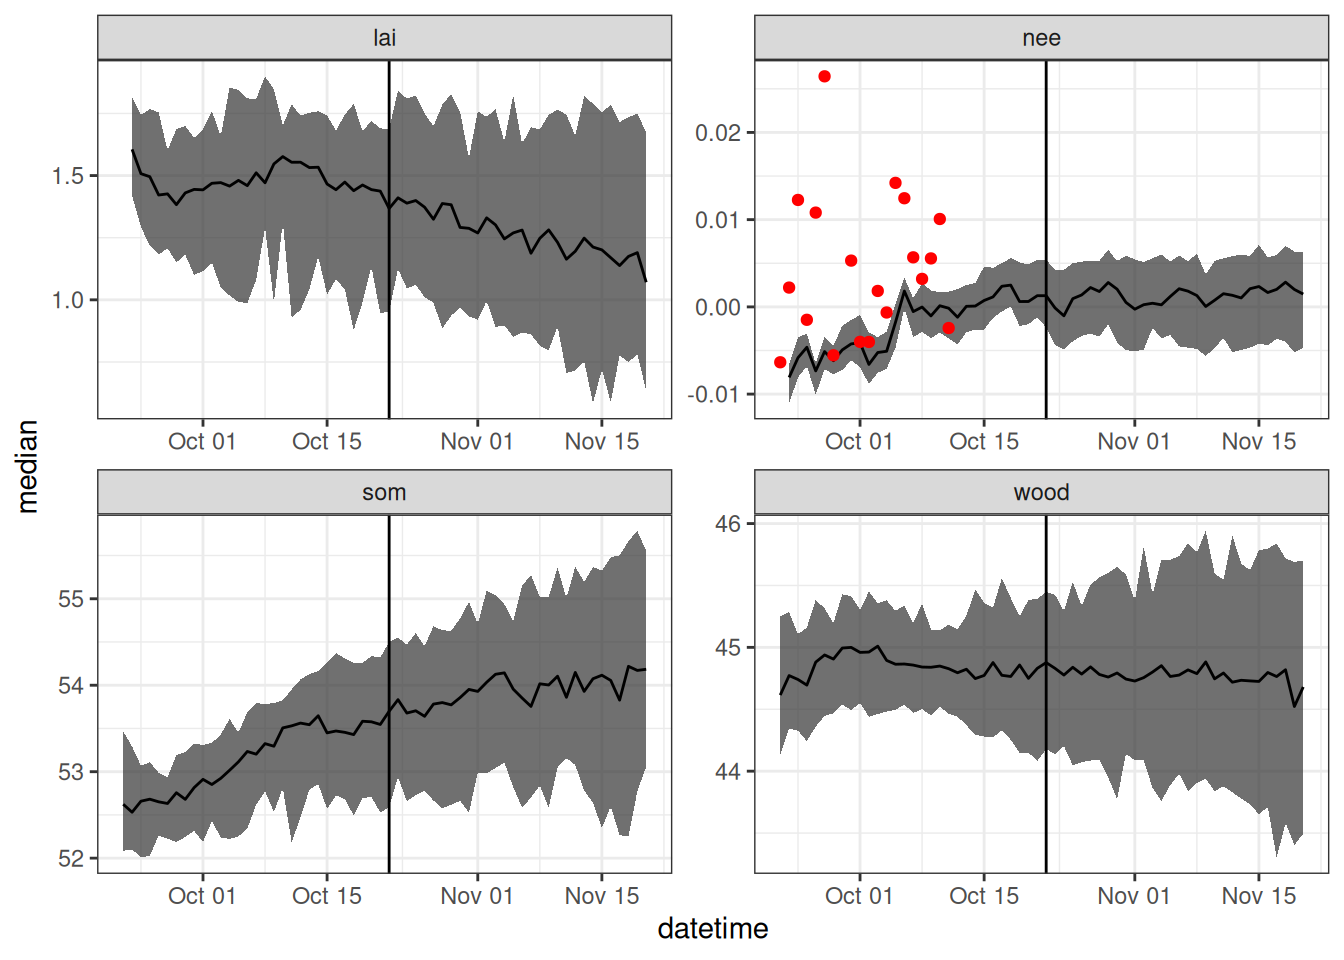 lai
nee
1.5
1.0
0.02
0.01
0.00
-0.01
Oct 01 Oct 15 Nov 01 Nov 15
Oct 01 Oct 15 Nov 01 Nov 15
median
som
wood
55
54
53
52
46
45
44
Oct 01 Oct 15 Nov 01 Nov 15
Oct 01 Oct 15 Nov 01 Nov 15
datetime